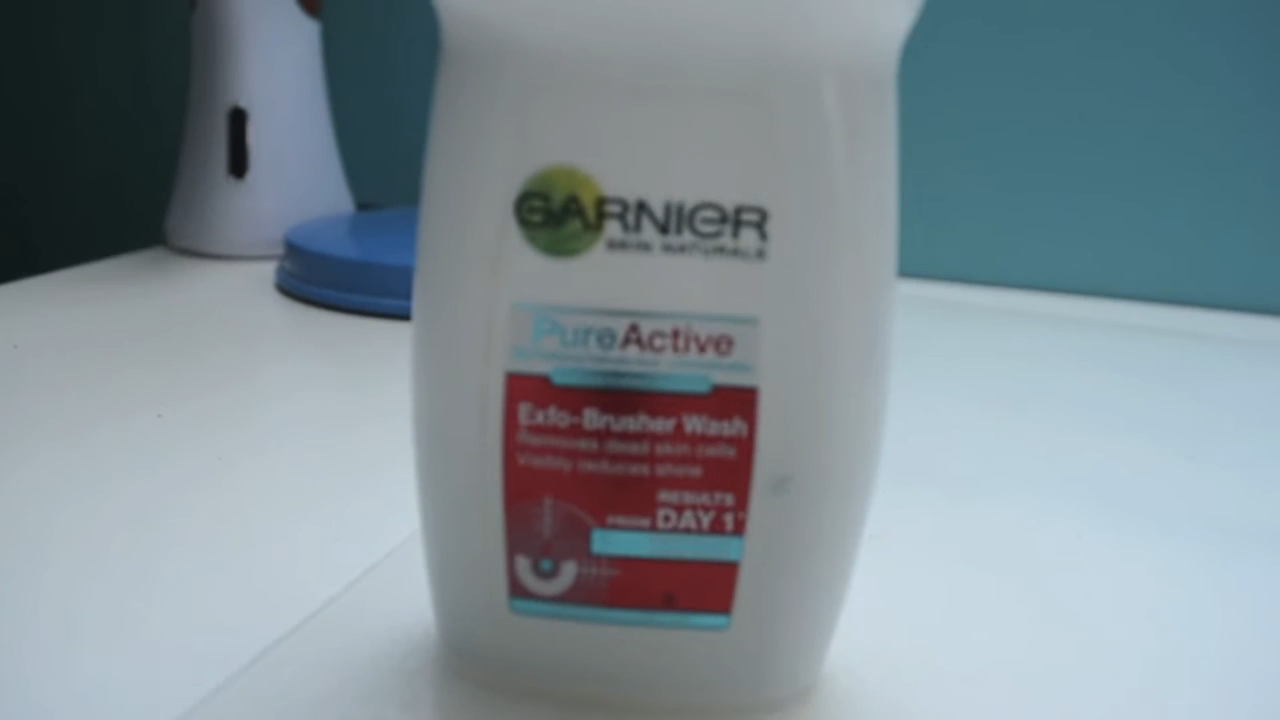 GARNIER
SKIN NATURALS
PureActive
Exfo-Brusher Wash
Removes dead skin cells
Visibly reduces shine
RESULTS
FROM DAY 1*